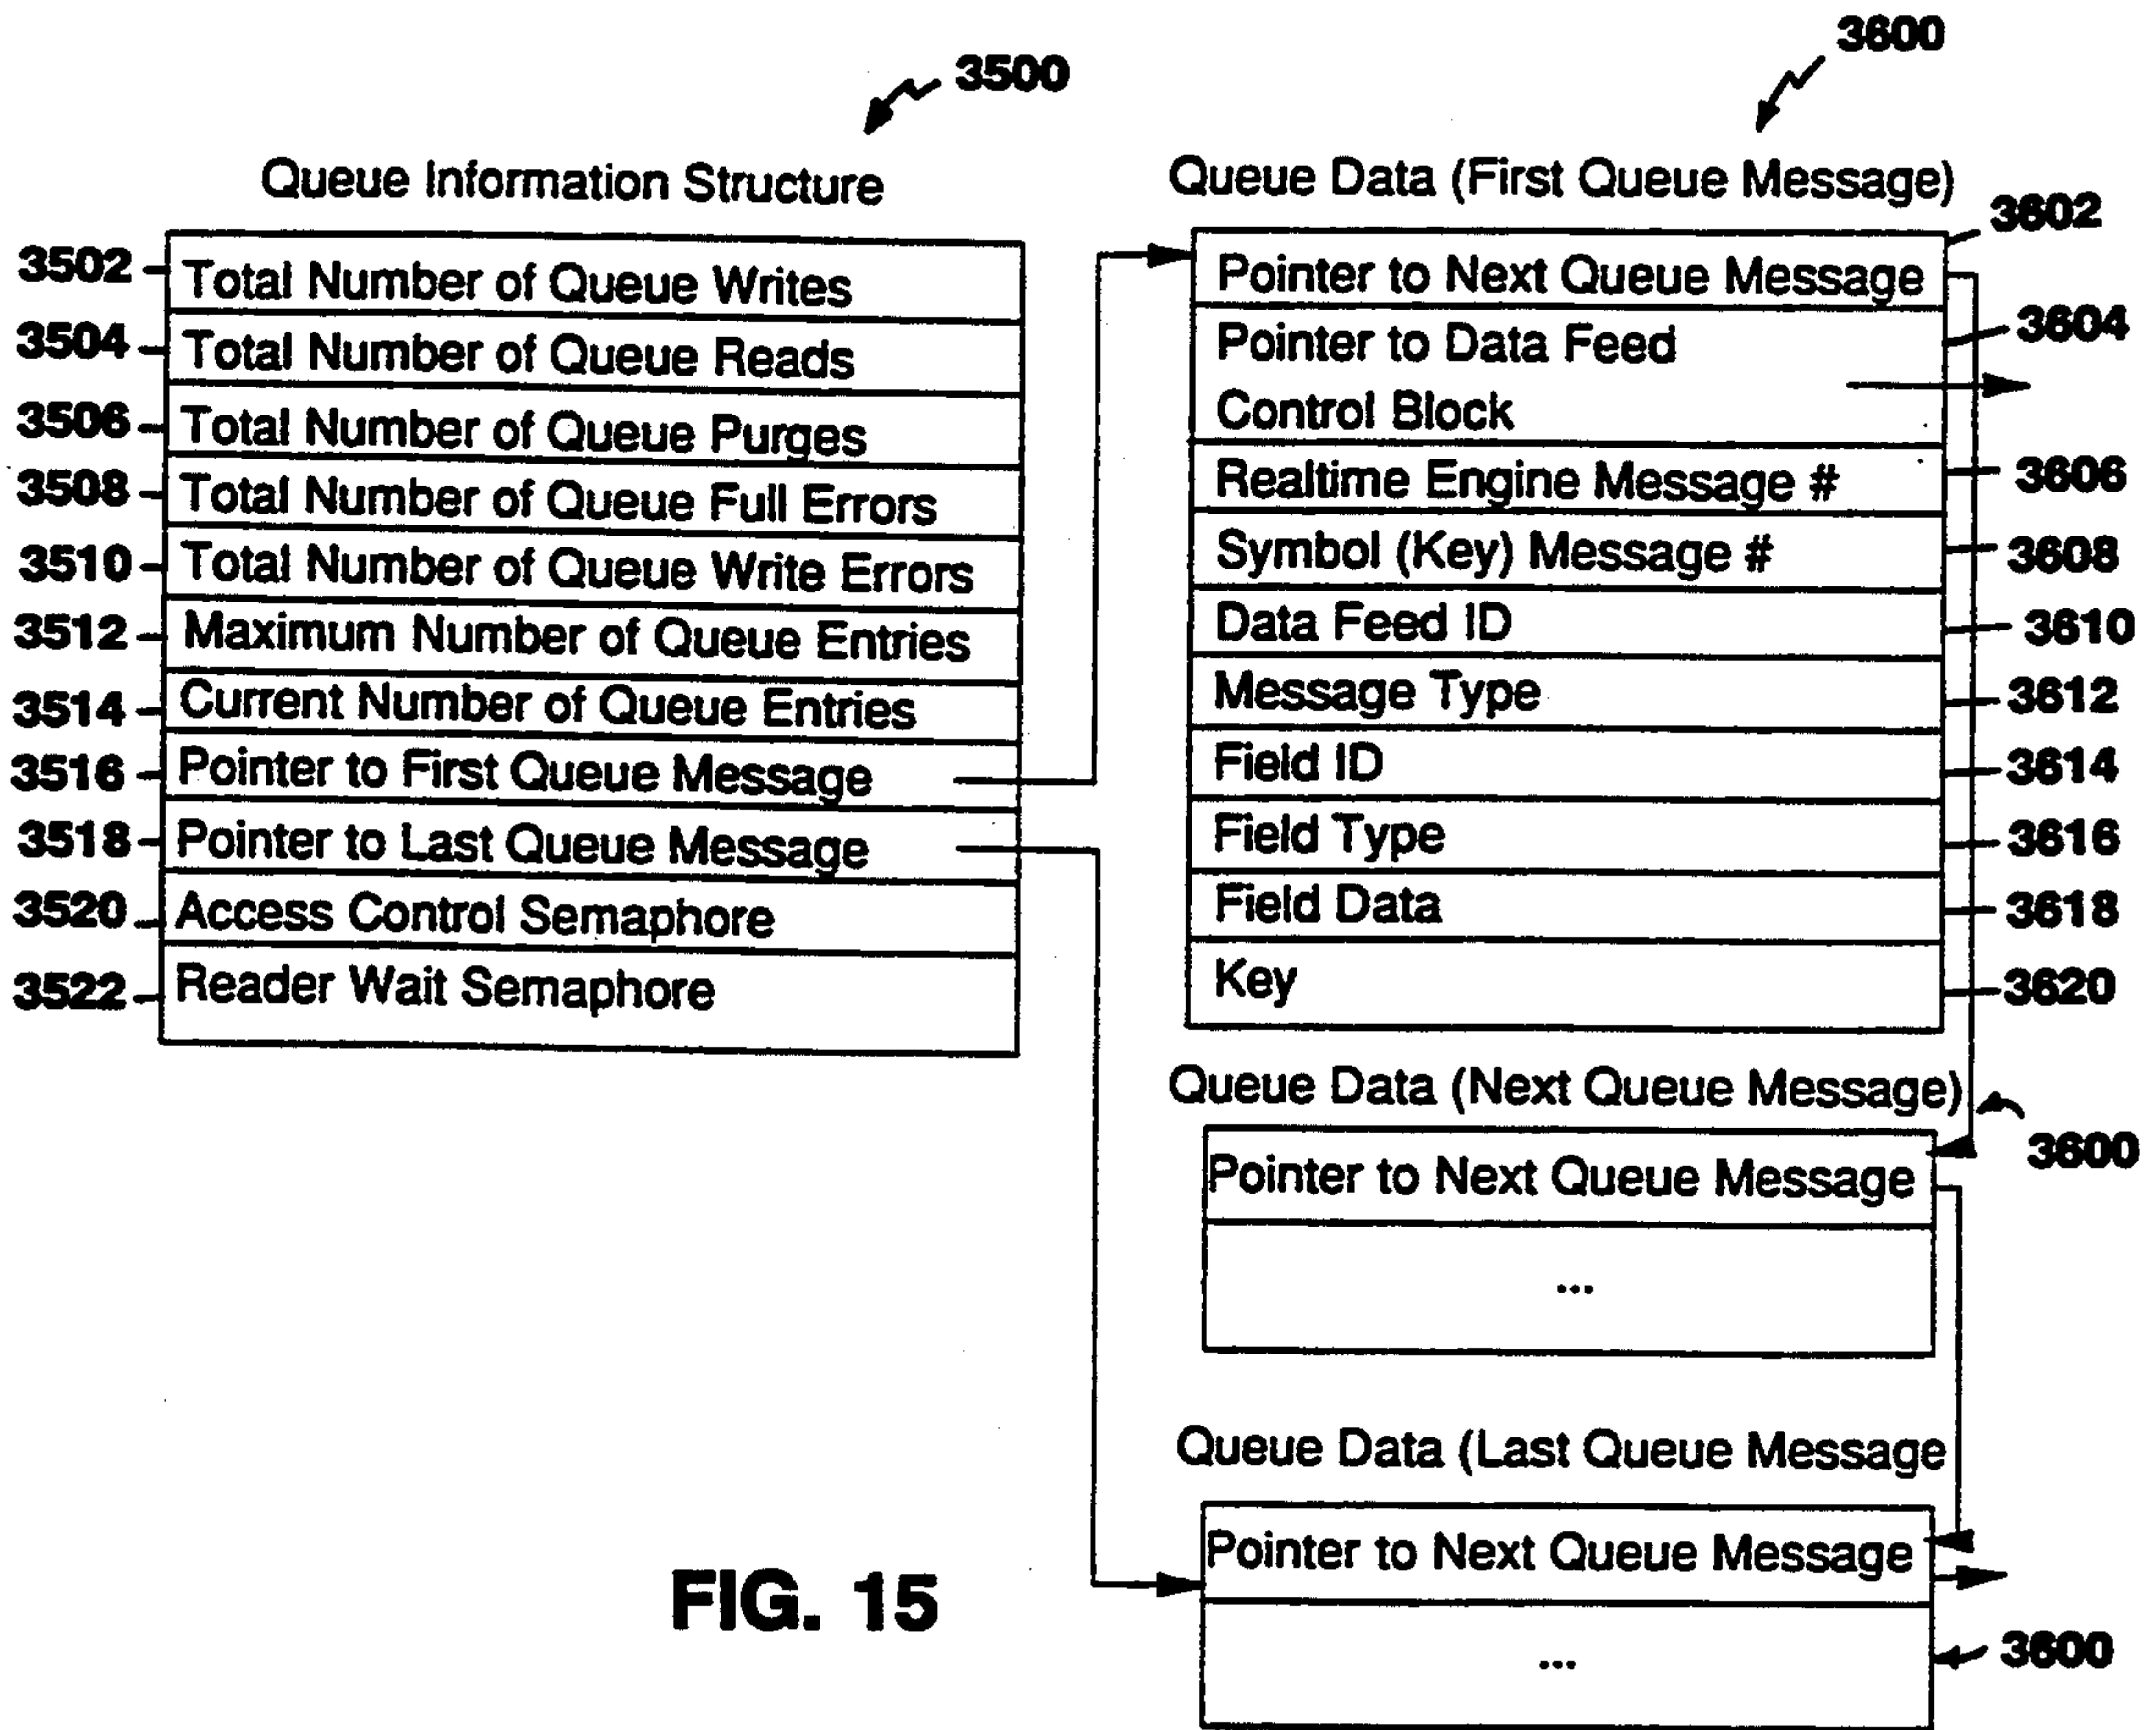 3500
3600
Queue Information Structure
3502 Total Number of Queue Writes
3504 Total Number of Queue Reads
3506 Total Number of Queue Purges
3508 Total Number of Queue Full Errors
3510 Total Number of Queue Write Errors
3512 Maximum Number of Queue Entries
3514 Current Number of Queue Entries
3516 Pointer to First Queue Message
3518 Pointer to Last Queue Message
3520 Access Control Semaphore
3522 Reader Wait Semaphore
Queue Data (First Queue Message)
3602
Pointer to Next Queue Message
Pointer to Data Feed 3604
Control Block
Realtime Engine Message # 3606
Symbol (Key) Message # 3608
Data Feed ID 3610
Message Type 3612
Field ID 3614
Field Type 3616
Field Data 3618
Key 3620
Queue Data (Next Queue Message)
3600
Pointer to Next Queue Message
...
Queue Data (Last Queue Message
Pointer to Next Queue Message
... 3600
FIG. 15